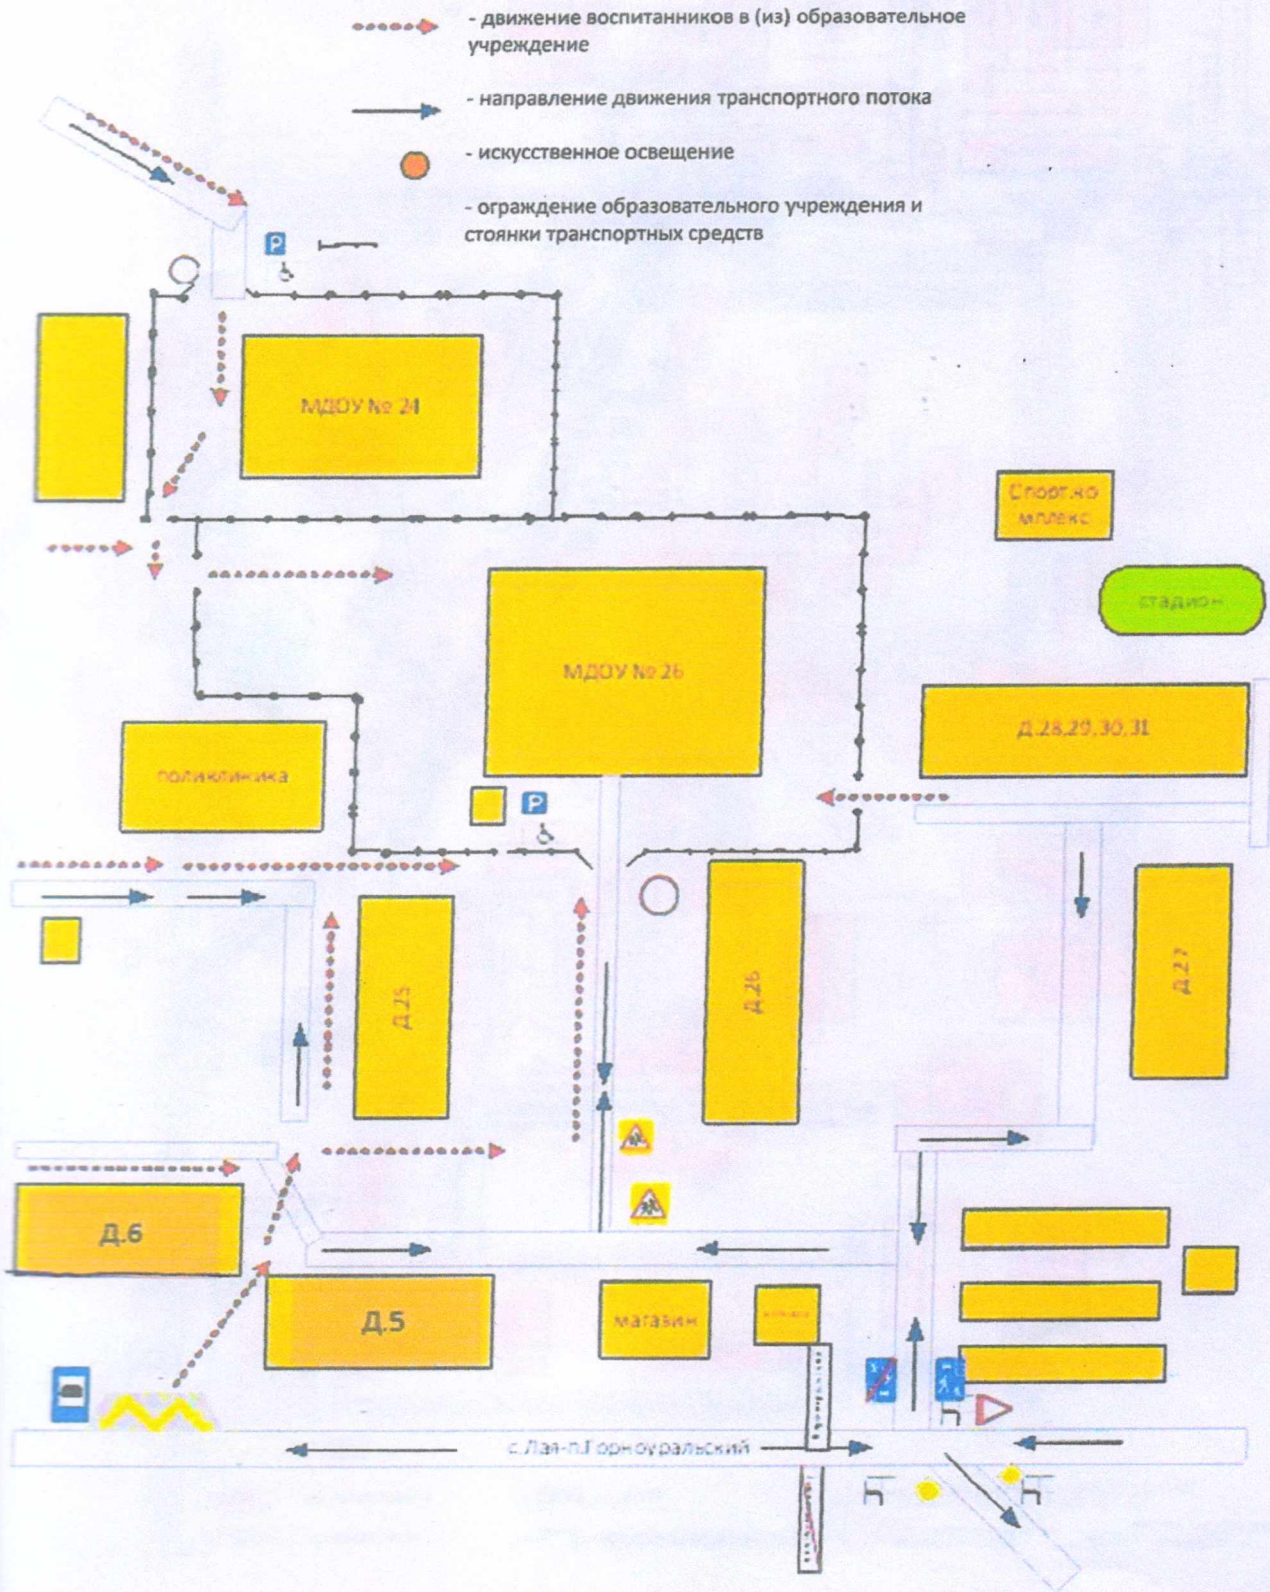 - движение воспитанников в (из) образовательное
учреждение
- направление движения транспортного потока
- искусственное освещение
- ограждение образовательного учреждения и
стоянки транспортных средств
P
МДОУ № 24
Спорт.ко
мплекс
стадион
МДОУ № 26
Д.28,29,30,31
поликлиника
P
Д.25
Д.26
Д.27
Д.6
Д.5
магазин
с.Лая-п.Горноуральский